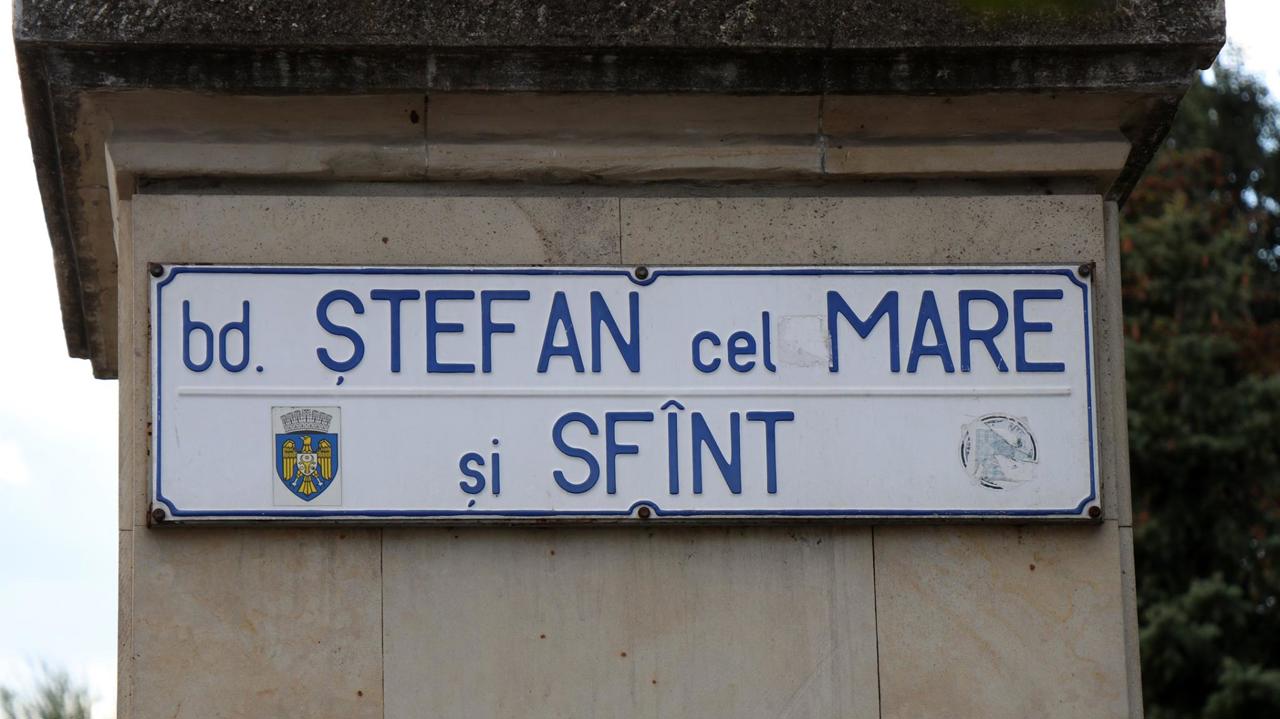 bd. ȘTEFAN cel MARE
și SFÎNT